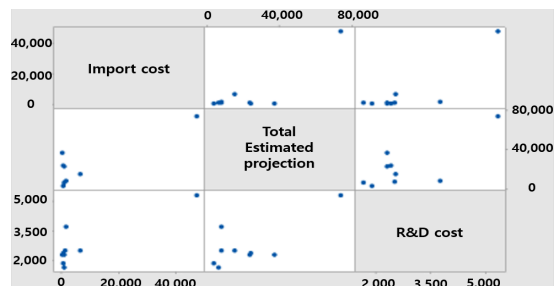 0 40,000 80,000
40,000
20,000
0
Import cost
Total
Estimated
projection
80,000
40,000
0
5,000
3,500
2,000
R&D cost
0 20,000 40,000
2,000 3,500 5,000